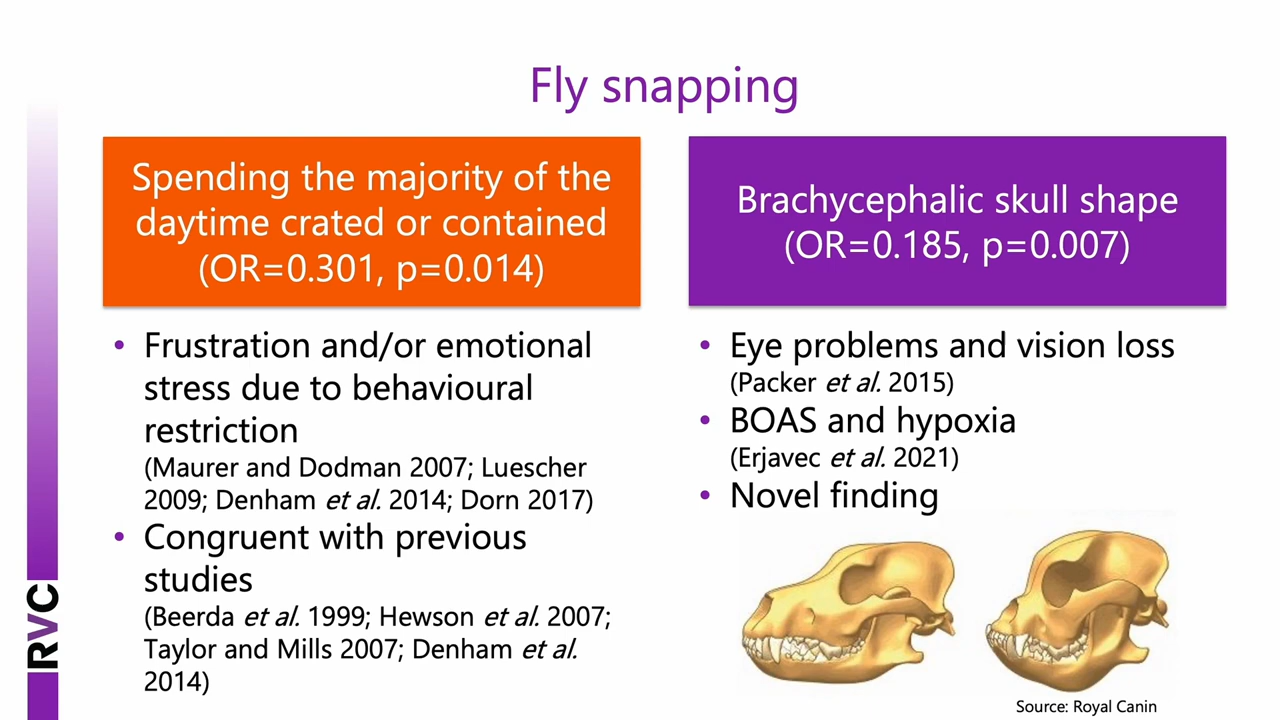 Fly snapping
Spending the majority of the
daytime crated or contained
(OR=0.301, p=0.014)
• Frustration and/or emotional
stress due to behavioural
restriction
(Maurer and Dodman 2007; Luescher
2009; Denham et al. 2014; Dorn 2017)
• Congruent with previous
studies
(Beerda et al. 1999; Hewson et al. 2007;
Taylor and Mills 2007; Denham et al.
2014)
Brachycephalic skull shape
(OR=0.185, p=0.007)
• Eye problems and vision loss
(Packer et al. 2015)
• BOAS and hypoxia
(Erjavec et al. 2021)
• Novel finding
Source: Royal Canin
RVC